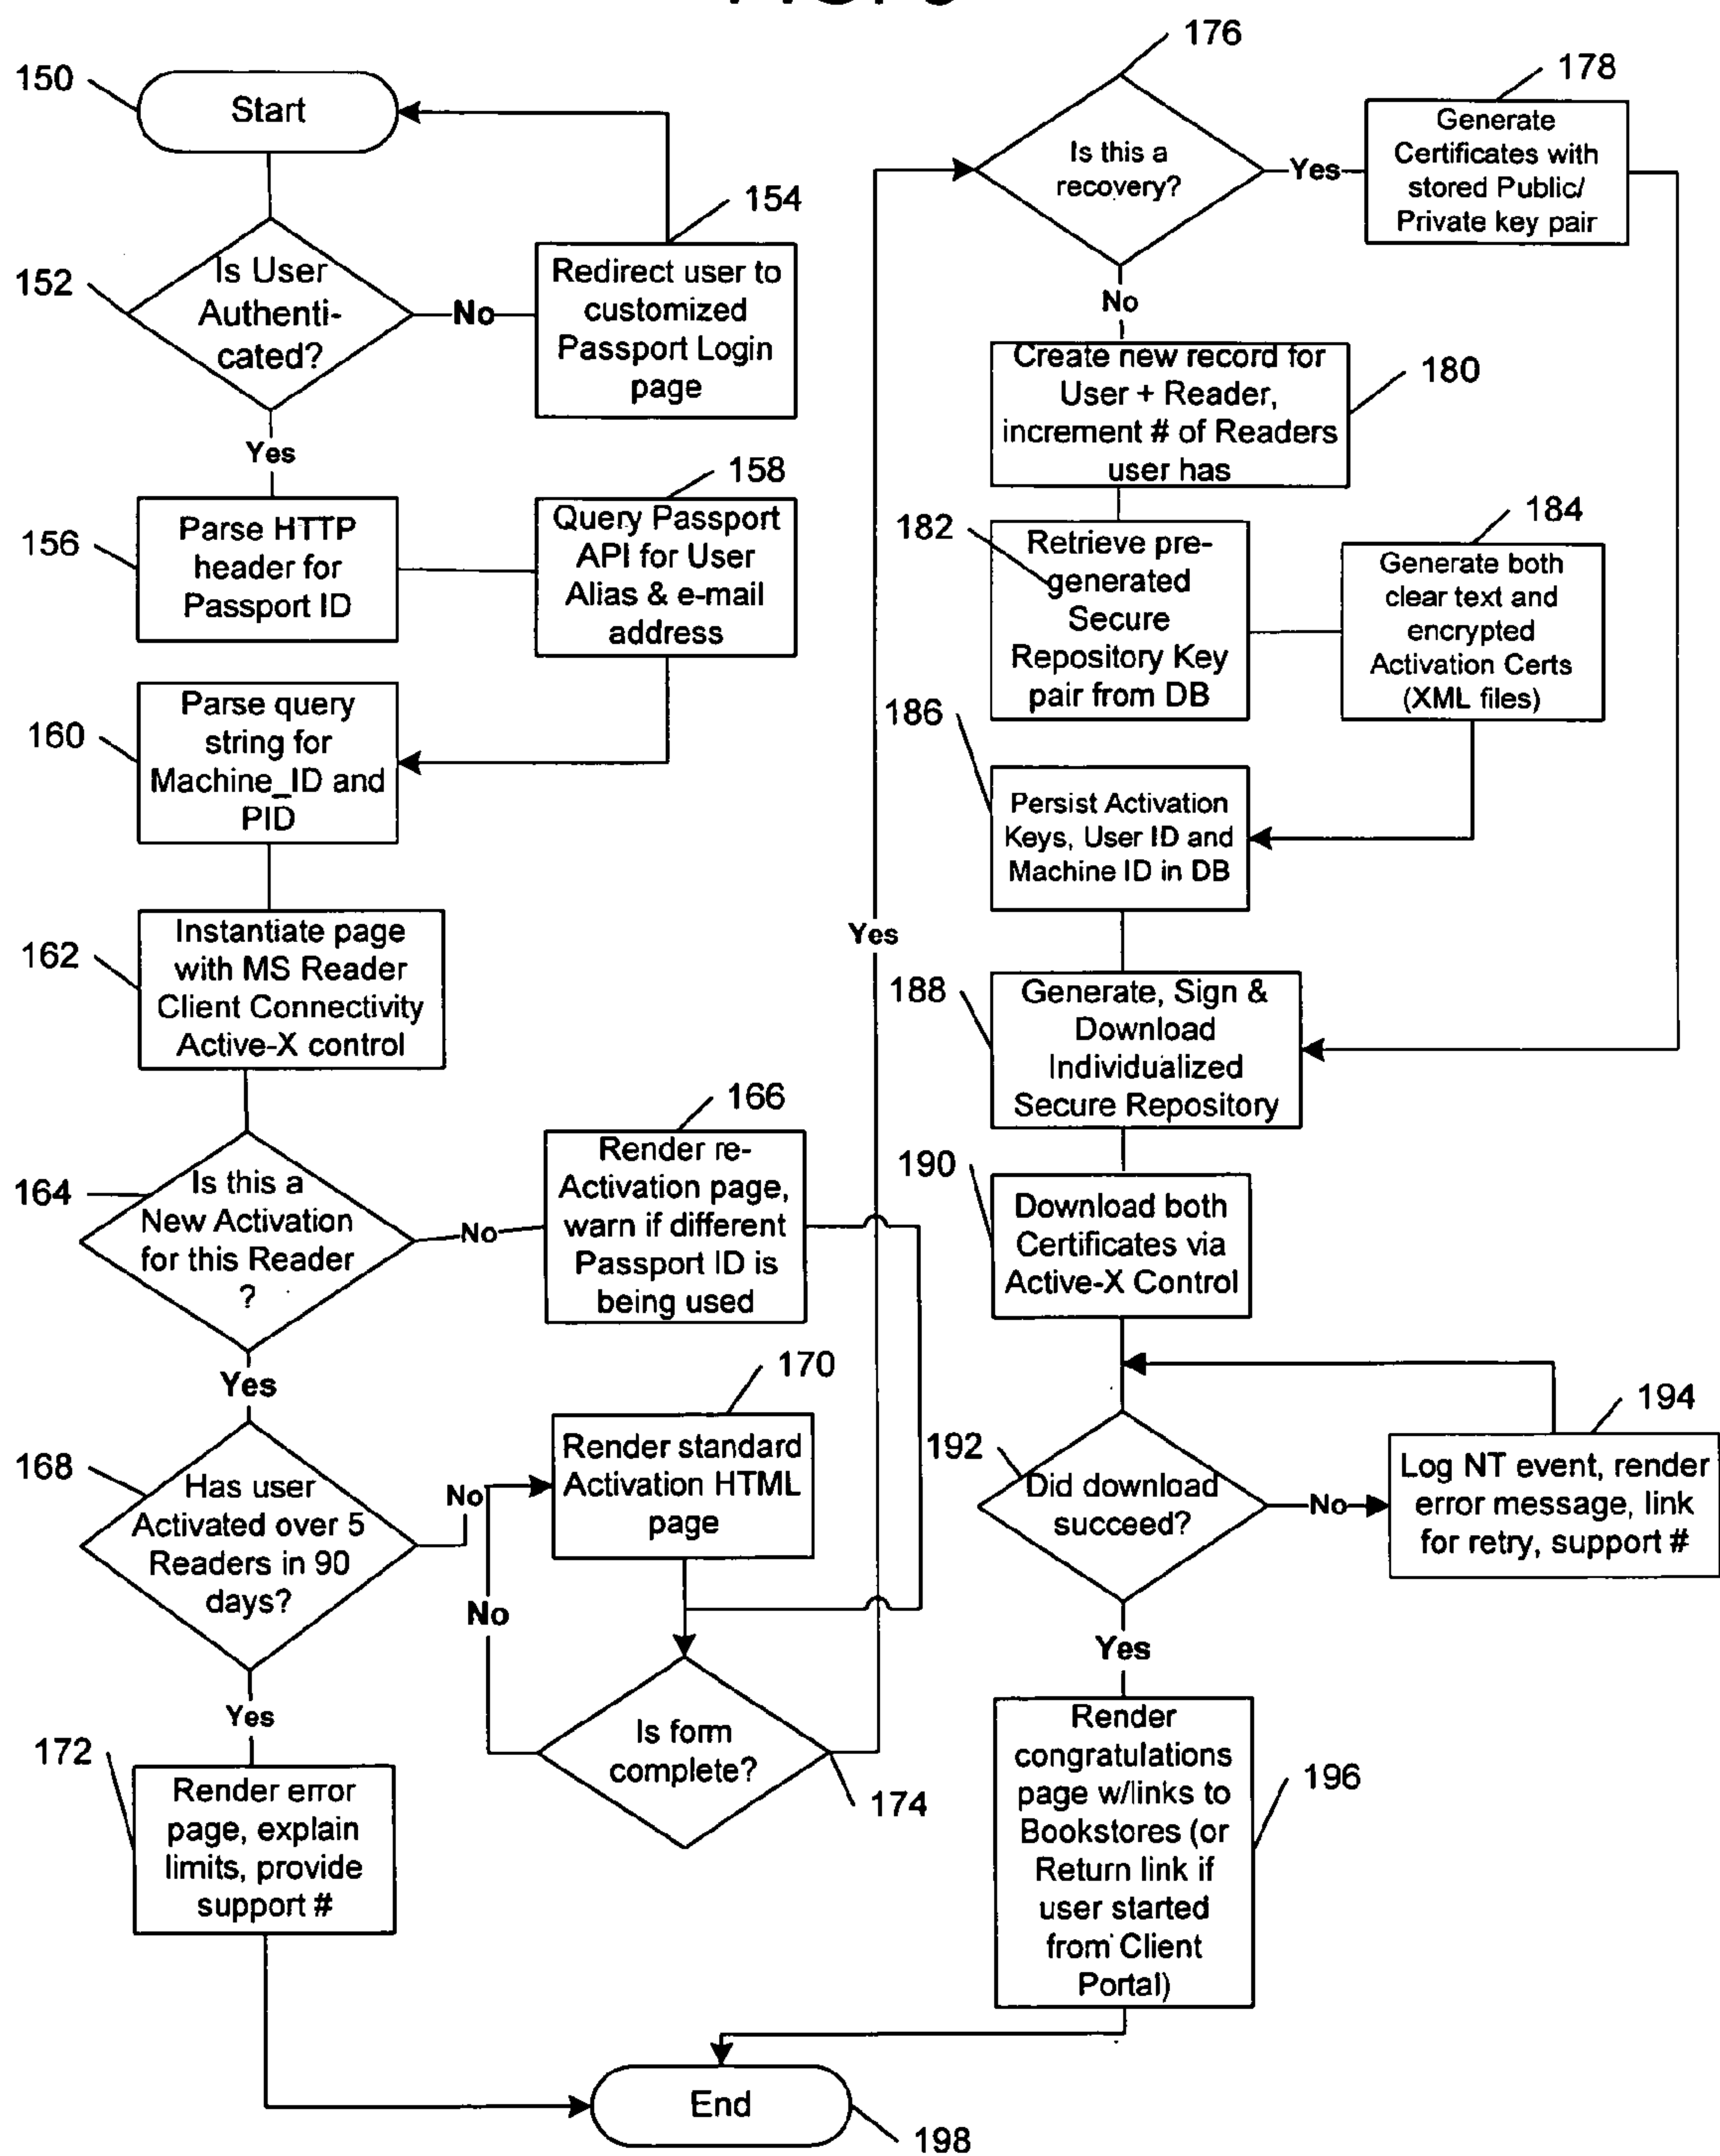 150
Start
154
152
Is User
Authenti-
cated?
No
Redirect user to
customized
Passport Login
page
Yes
158
156
Parse HTTP
header for
Passport ID
Query Passport
API for User
Alias & e-mail
address
160
Parse query
string for
Machine_ID and
PID
162
Instantiate page
with MS Reader
Client Connectivity
Active-X control
166
164
Is this a
New Activation
for this Reader
?
No
Render re-
Activation page,
warn if different
Passport ID is
being used
Yes
170
168
Has user
Activated over 5
Readers in 90
days?
No
Render standard
Activation HTML
page
No
Yes
172
Render error
page, explain
limits, provide
support #
Is form
complete?
174
Yes
176
Is this a
recovery?
Yes
178
Generate
Certificates with
stored Public/
Private key pair
No
180
Create new record for
User + Reader,
increment # of Readers
user has
182
Retrieve pre-
generated
Secure
Repository Key
pair from DB
184
Generate both
clear text and
encrypted
Activation Certs
(XML files)
186
Persist Activation
Keys, User ID and
Machine ID in DB
188
Generate, Sign &
Download
Individualized
Secure Repository
190
Download both
Certificates via
Active-X Control
192
Did download
succeed?
No
194
Log NT event, render
error message, link
for retry, support #
Yes
196
Render
congratulations
page w/links to
Bookstores (or
Return link if
user started
from Client
Portal)
End
198